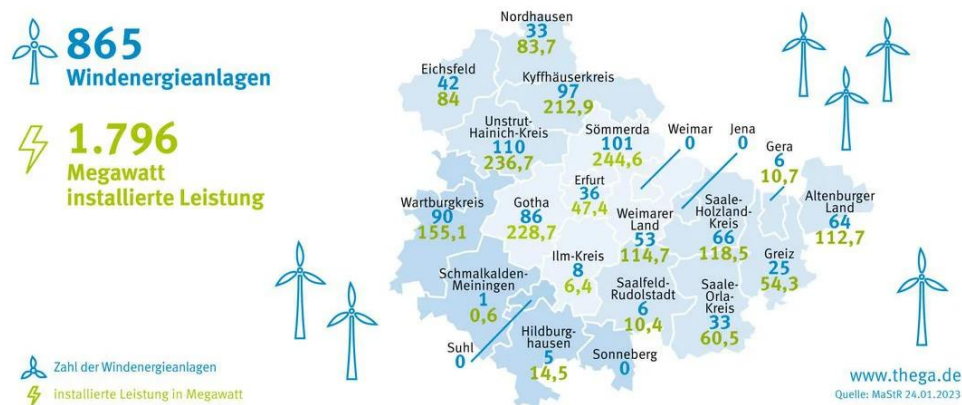 865
Windenergieanlagen
1.796
Megawatt
installierte Leistung
Nordhausen
33
83,7
Eichsfeld
42
84
Kyffhäuserkreis
97
212,9
Unstrut-
Hainich-Kreis
110
236,7
Sömmerda
101
244,6
Weimar
0
Jena
0
Gera
6
10,7
Altenburger
Land
64
112,7
Wartburgkreis
90
155,1
Gotha
86
228,7
Erfurt
36
47,4
Weimarer
Land
53
114,7
Saale-
Holzland-
Kreis
66
118,5
Greiz
25
54,3
Ilm-Kreis
8
6,4
Schmalkalden-
Meiningen
1
0,6
Saalfeld-
Rudolstadt
6
10,4
Saale-
Orla-
Kreis
33
60,5
Suhl
0
Hildburg-
hausen
5
14,5
Sonneberg
0
Zahl der Windenergieanlagen
installierte Leistung in Megawatt
www.thega.de
Quelle: MaStR 24.01.2023